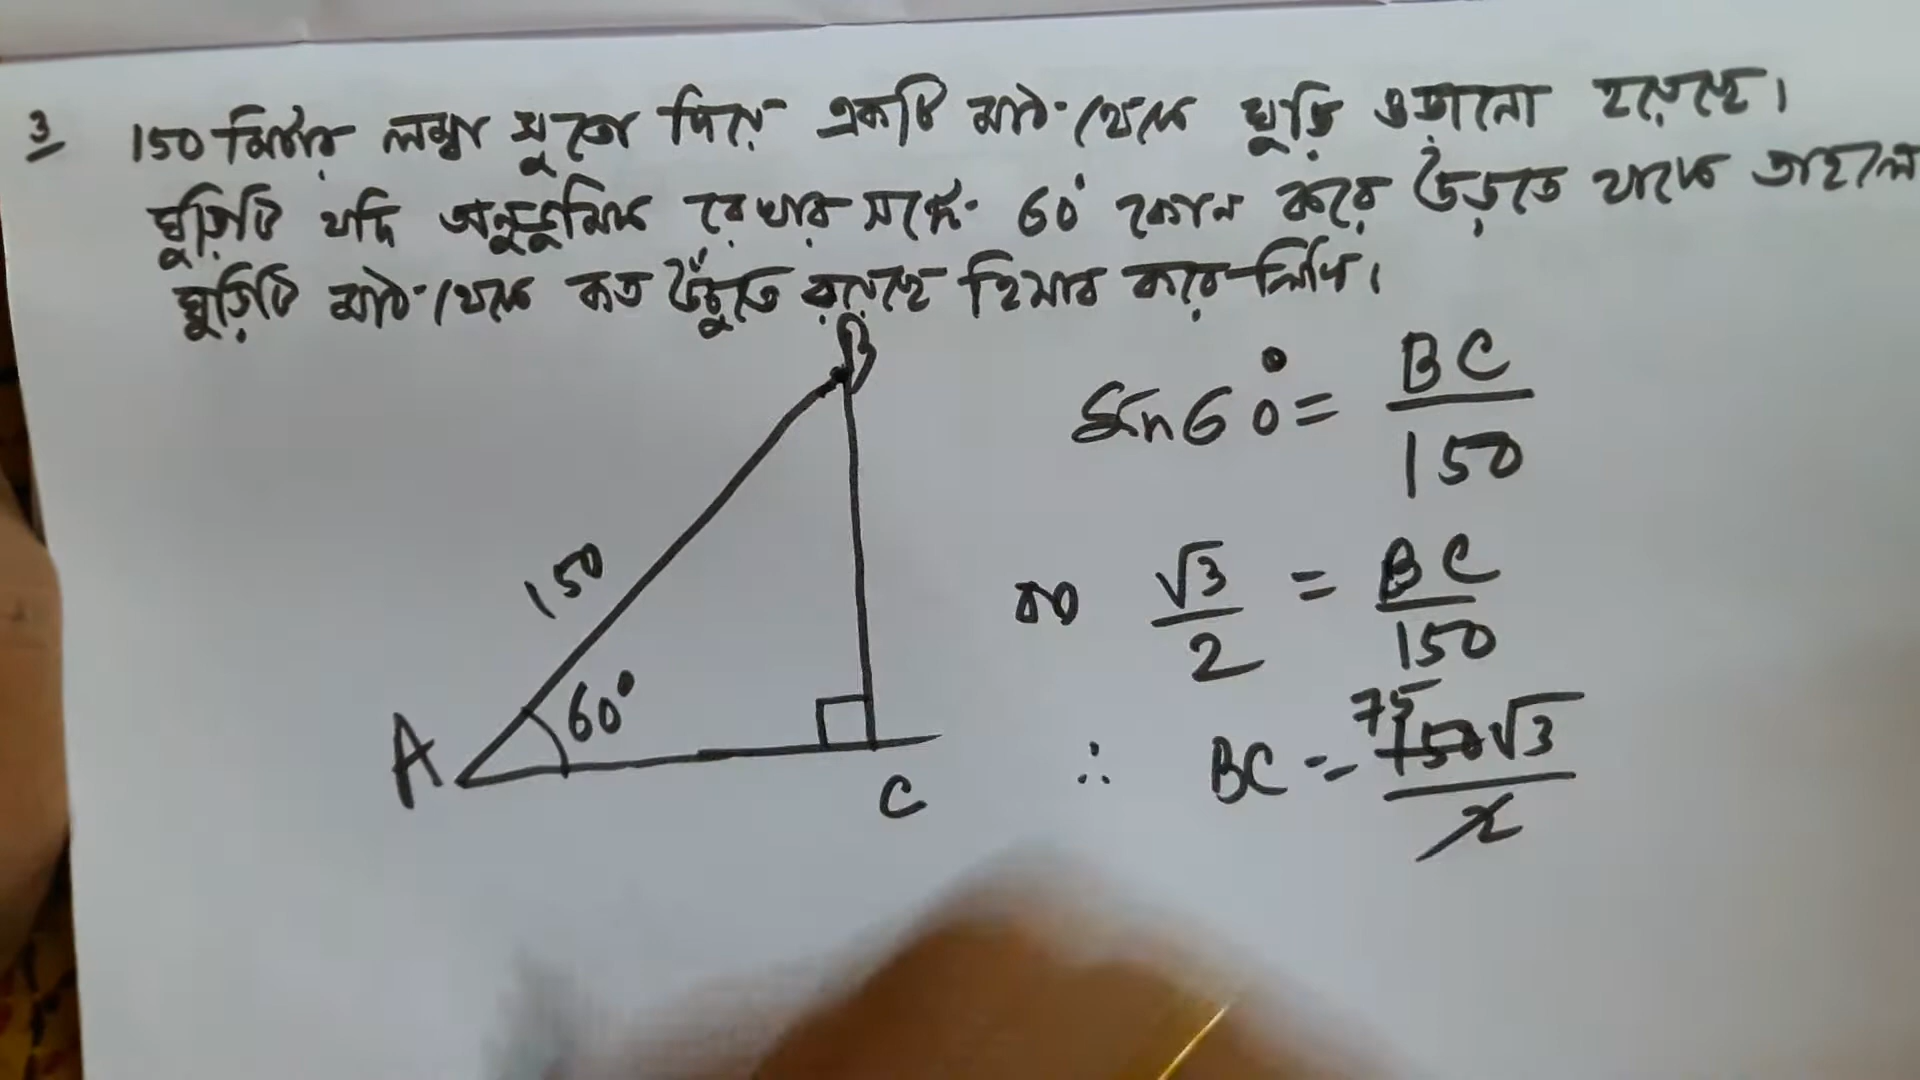 3 150 মিটার লম্বা সুতো দিয়ে একটি মাঠ থেকে ঘুড়ি ওড়ানো হয়েছে।
ঘুড়িটি যদি অনুভূমিক রেখার সঙ্গে 60° কোণ করে উড়তে থাকে তাহলে
ঘুড়িটি মাঠ থেকে কত উঁচুতে রয়েছে হিসাব করে লিখি।
B
150
60°
A
C
Sin60° = BC/150
বা √3/2 = BC/150
∴ BC = 75 150√3/2